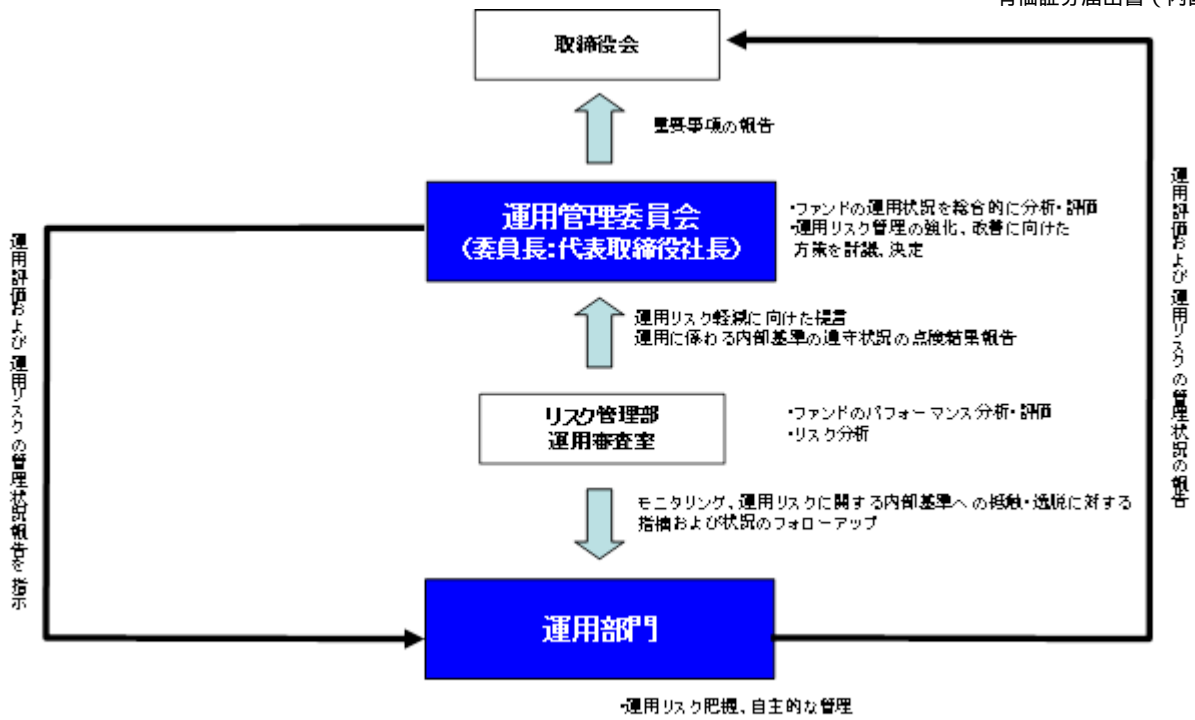 取締役会
重要事項の報告
運用管理委員会
(委員長:代表取締役社長)
・ファンドの運用状況を総合的に分析・評価
・運用リスク管理の強化、改善に向けた
方策を討議、決定
運用リスク軽減に向けた提言
運用に係わる内部基準の遵守状況の点検結果報告
リスク管理部
運用審査室
・ファンドのパフォーマンス分析・評価
・リスク分析
モニタリング、運用リスクに関する内部基準への抵触・逸脱に対する
指摘および状況のフォローアップ
運用部門
・運用リスク把握、自主的な管理
運用評価および運用リスクの管理状況報告を指示
運用評価および運用リスクの管理状況の報告